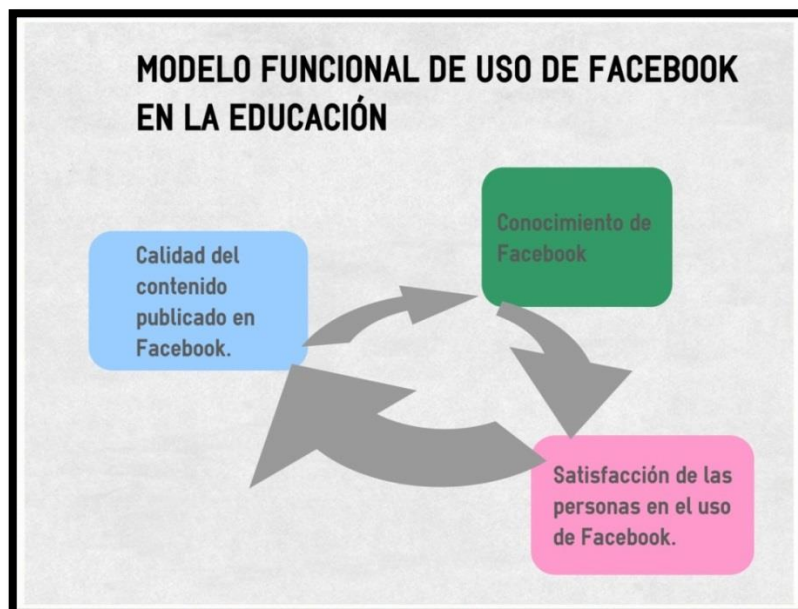 MODELO FUNCIONAL DE USO DE FACEBOOK
EN LA EDUCACIÓN
Calidad del
contenido
publicado en
Facebook.
Conocimiento de
Facebook
Satisfacción de las
personas en el uso
de Facebook.